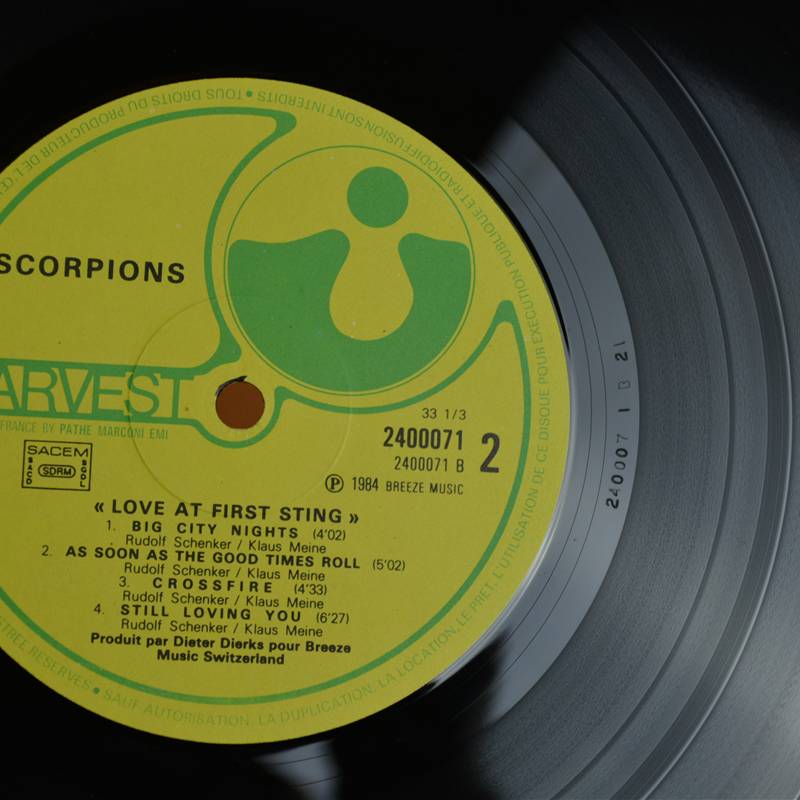 SCORPIONS
ARVEST
FRANCE BY PATHE MARCONI EMI
33 1/3
2400071
2
2400071 B
SACEM
SACD
SDRM
SGDL
℗ 1984 BREEZE MUSIC
« LOVE AT FIRST STING »
1. BIG CITY NIGHTS (4'02)
Rudolf Schenker / Klaus Meine
2. AS SOON AS THE GOOD TIMES ROLL (5'02)
Rudolf Schenker / Klaus Meine
3. CROSSFIRE (4'33)
Rudolf Schenker / Klaus Meine
4. STILL LOVING YOU (6'27)
Rudolf Schenker / Klaus Meine
Produit par Dieter Dierks pour Breeze
Music Switzerland
TOUS DROITS DU PRODUCTEUR DE L'ŒU
STREE RESERVES • SAUF AUTORISATION, LA DUPLICATION, LA LOCATION, LE PRET, L'UTILISATION DE CE DISQUE POUR EXECUTION PUBLIQUE ET RADIODIFFUSION SONT INTERDITS •
240007 1 B 21